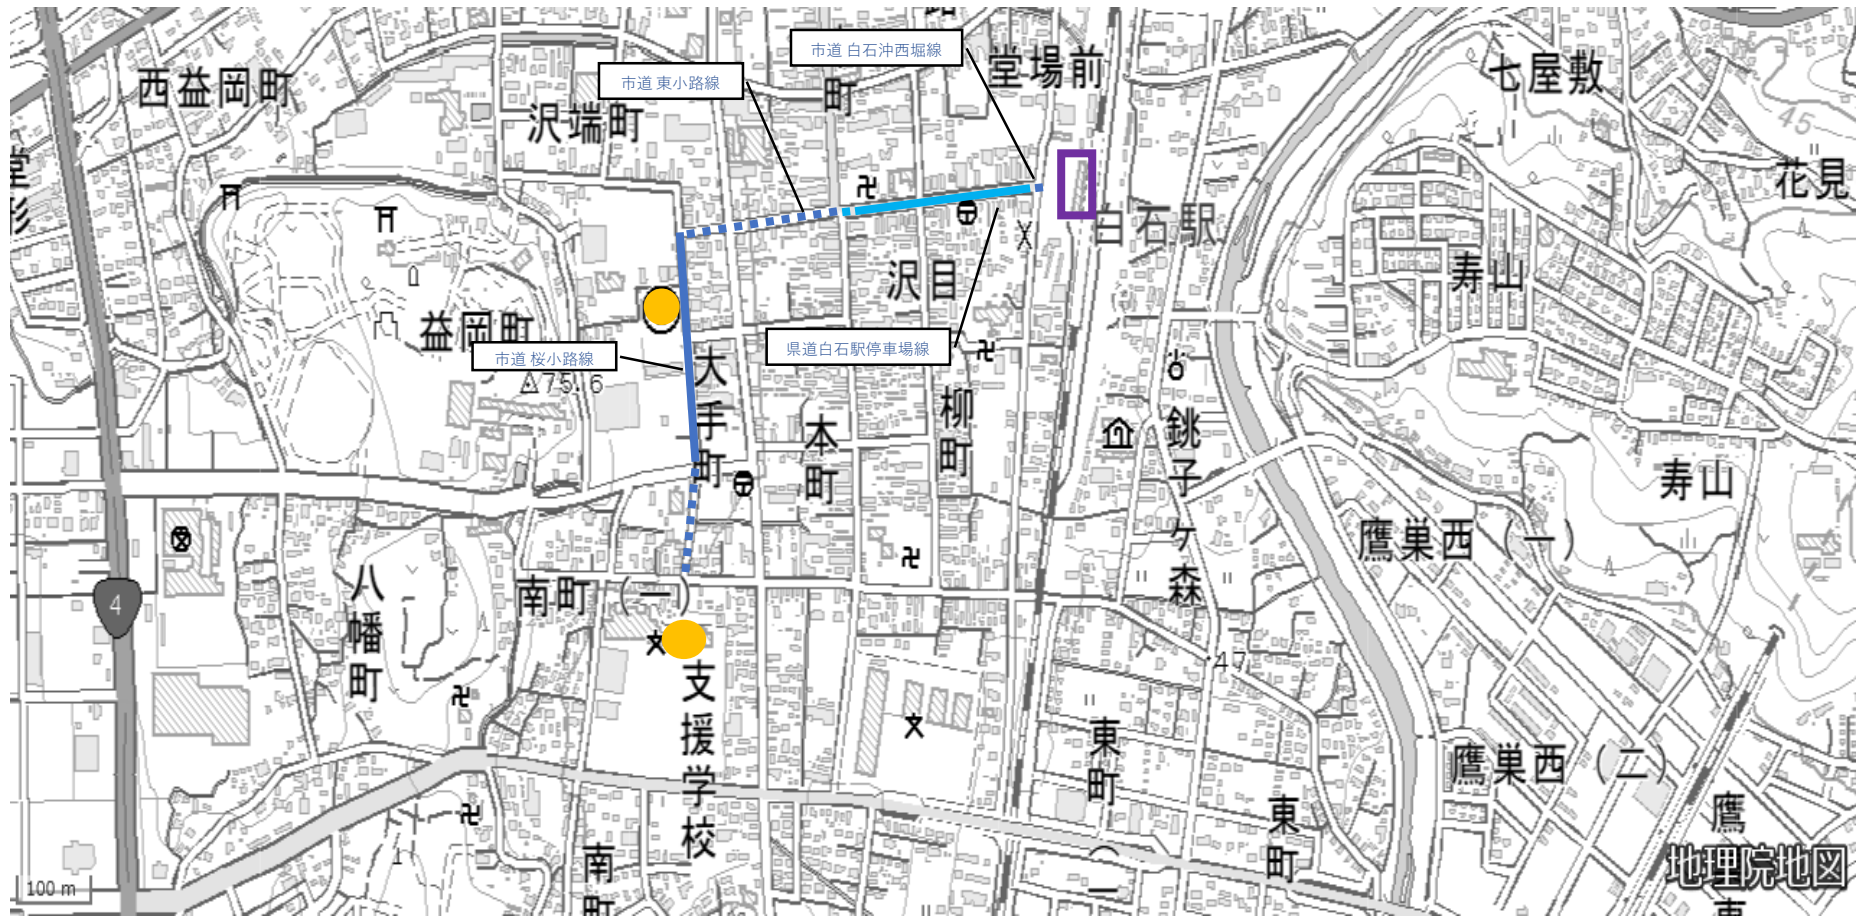 市道 白石沖西堀線
堂場前
七屋敷
西益岡町
市道 東小路線
町
沢端町
45
花見
堂
形
白石駅
沢目
寿山
益岡町
市道 桜小路線
75.6
県道白石駅停車場線
大手町
本町
柳町
銚子ケ森
寿山
鷹巣西(一)
4
八幡町
南町(一)
支援学校
47
東町
鷹巣西(二)
東町
(一
鷹
巣
南町
100 m
地理院地図